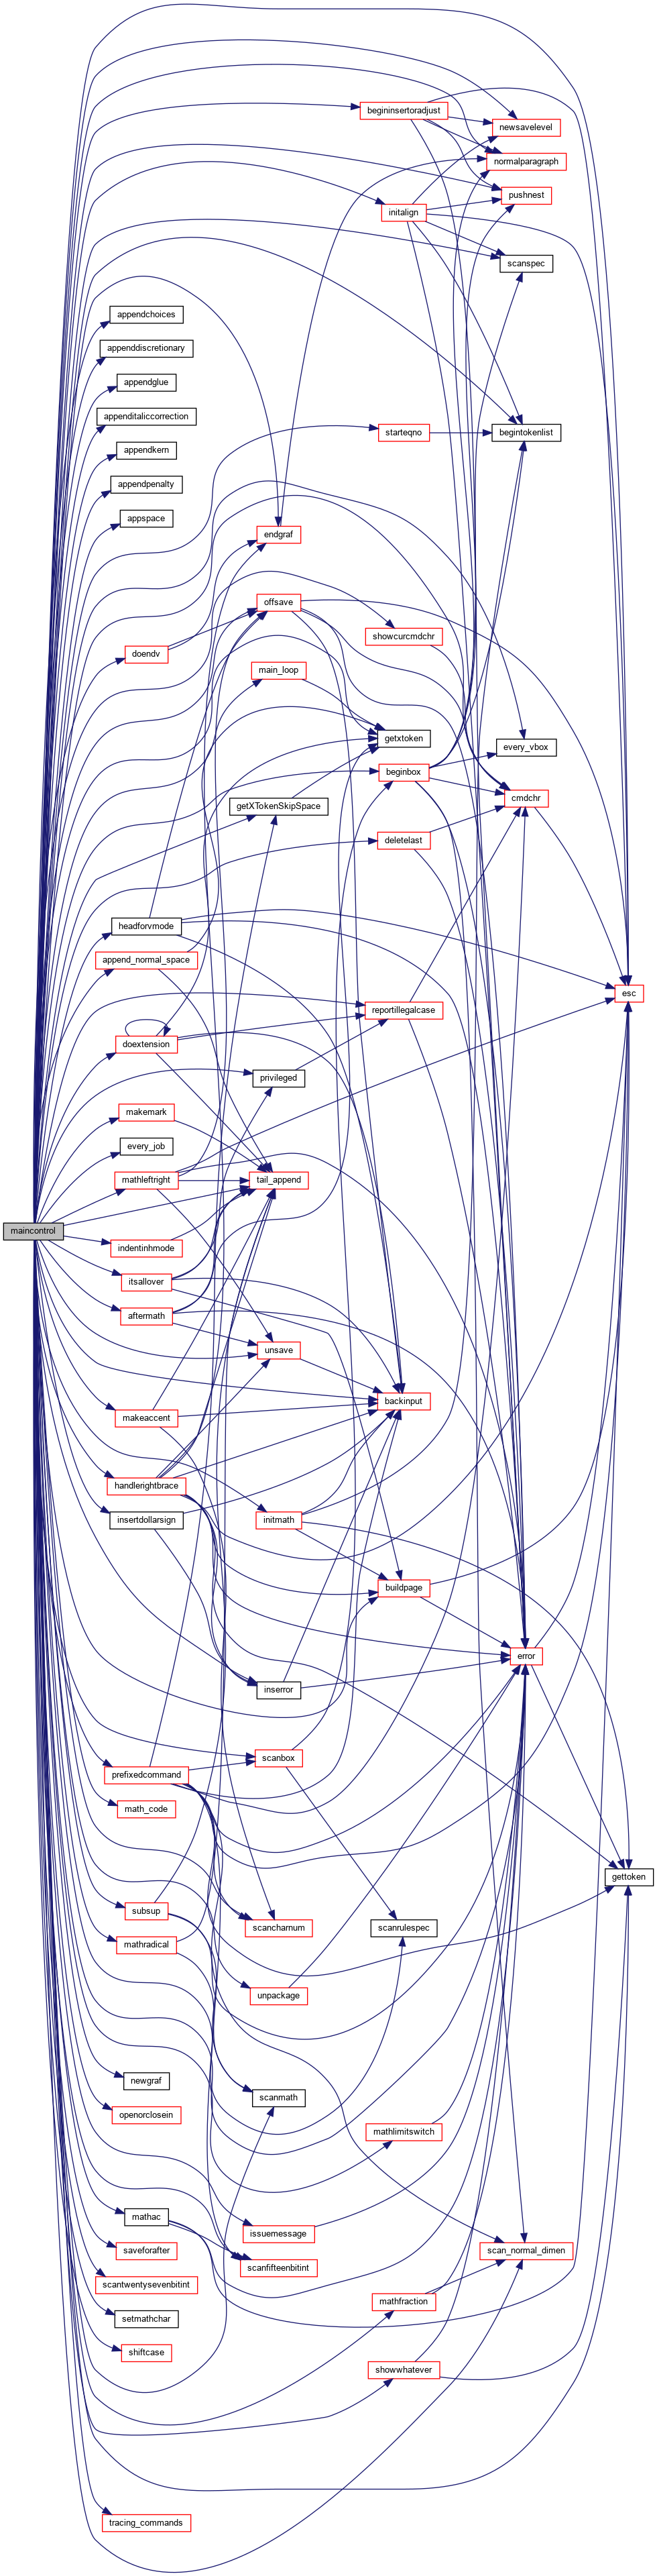 begininsertoradjust
newsavelevel
normalparagraph
pushnest
initalign
scanspec
appendchoices
appenddiscretionary
appendglue
appenditaliccorrection
starteqno
begintokenlist
appendkern
appendpenalty
appspace
endgraf
offsave
showcurcmdchr
doendv
main_loop
getxtoken
every_vbox
beginbox
cmdchr
getXTokenSkipSpace
deletelast
headforvmode
append_normal_space
esc
reportillegalcase
doextension
privileged
makemark
every_job
mathleftright
tail_append
maincontrol
indentinhmode
itsallover
aftermath
unsave
backinput
makeaccent
handlerightbrace
insertdollarsign
initmath
buildpage
error
inserror
scanbox
prefixedcommand
math_code
gettoken
subsup
scancharnum
scanrulespec
mathradical
unpackage
newgraf
scanmath
openorclosein
mathlimitswitch
mathac
issuemessage
saveforafter
scan_normal_dimen
scanfifteenbitint
scantwentysevenbitint
mathfraction
setmathchar
shiftcase
showwhatever
tracing_commands